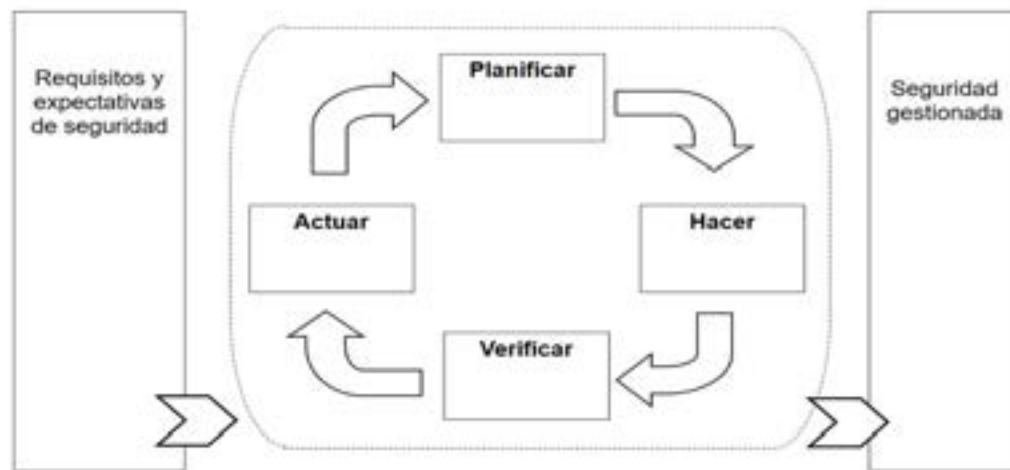 Requisitos y
expectativas
de seguridad
Planificar
Seguridad
gestionada
Actuar
Hacer
Verificar